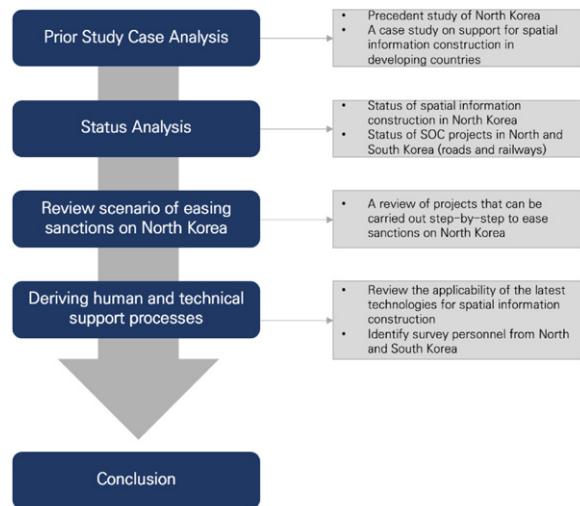 Prior Study Case Analysis
• Precedent study of North Korea
• A case study on support for spatial
information construction in
developing countries
Status Analysis
• Status of spatial information
construction in North Korea
• Status of SOC projects in North and
South Korea (roads and railways)
Review scenario of easing
sanctions on North Korea
• A review of projects that can be
carried out step-by-step to ease
sanctions on North Korea
Deriving human and technical
support processes
• Review the applicability of the latest
technologies for spatial information
construction
• Identify survey personnel from North
and South Korea
Conclusion